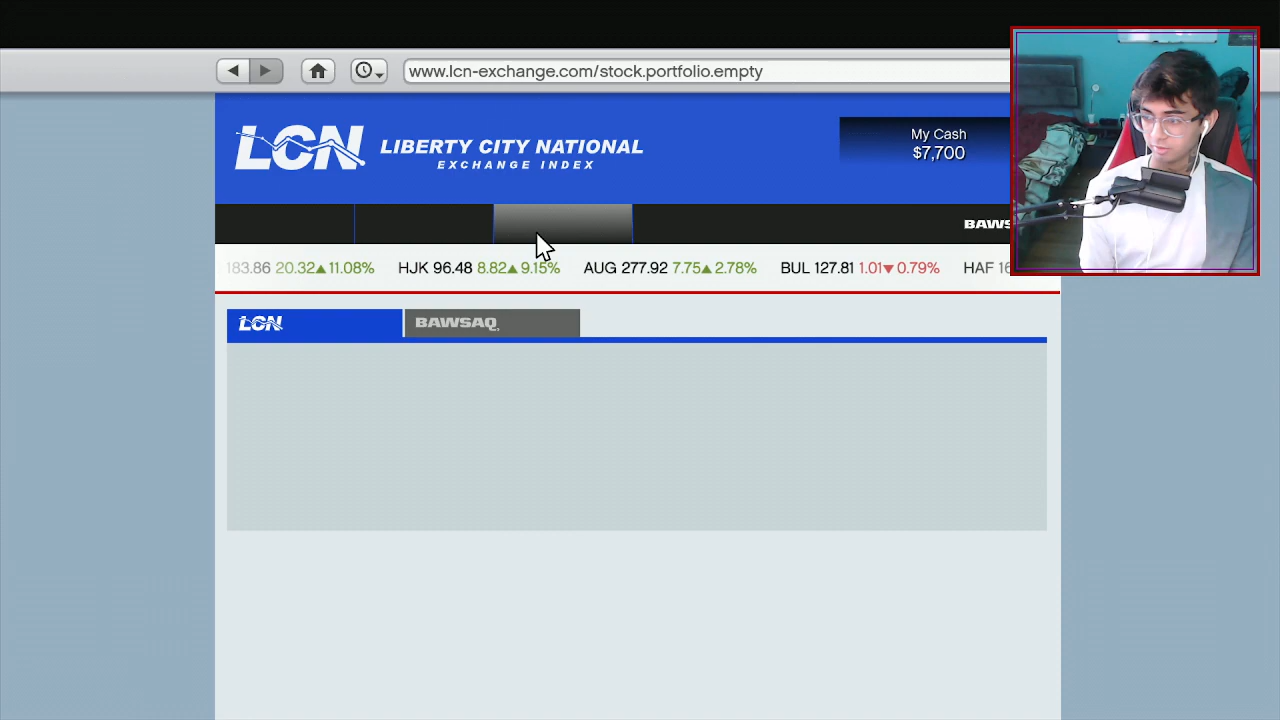 www.lcn-exchange.com/stock.portfolio.empty
LCN LIBERTY CITY NATIONAL
EXCHANGE INDEX
My Cash
$7,700
BAWS
183.86 20.32▲11.08% HJK 96.48 8.82▲9.15% AUG 277.92 7.75▲2.78% BUL 127.81 1.01▼0.79% HAF 16
LCN BAWSAQ